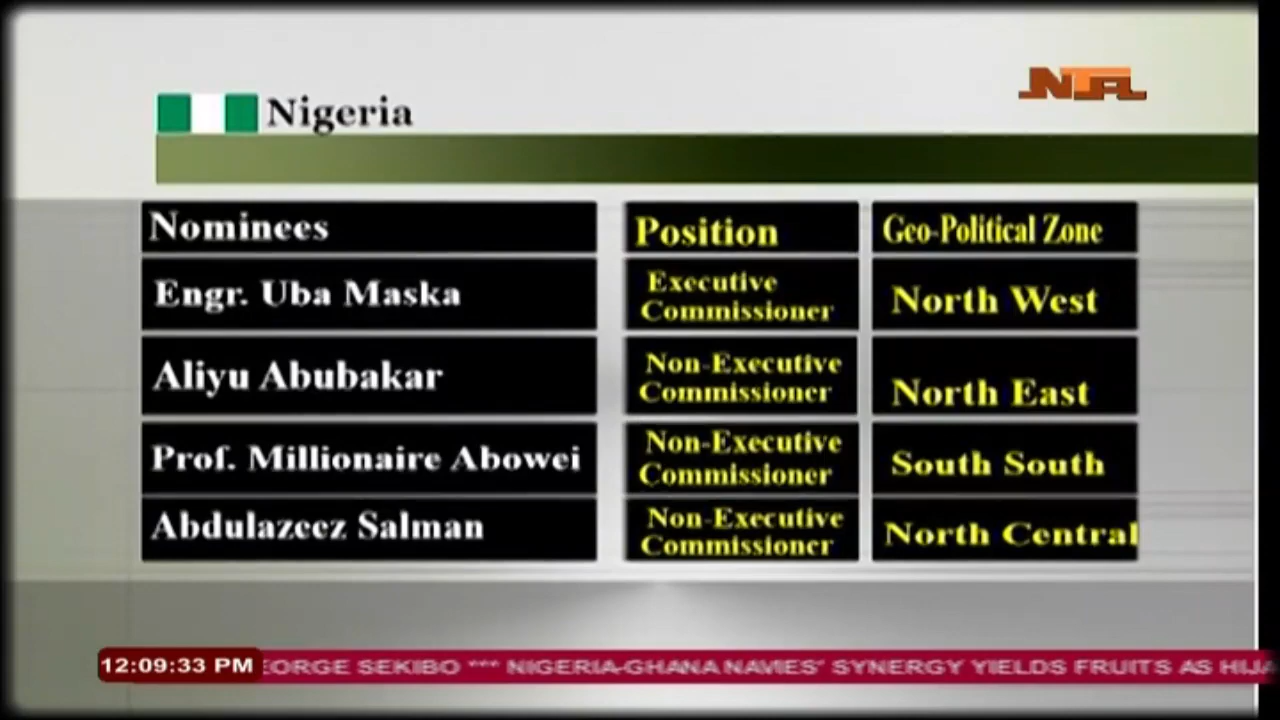 NTA
Nigeria
Nominees Position Geo-Political Zone
Engr. Uba Maska Executive Commissioner North West
Aliyu Abubakar Non-Executive Commissioner North East
Prof. Millionaire Abowei Non-Executive Commissioner South South
Abdulazeez Salman Non-Executive Commissioner North Central
12:09:33 PM EORGE SEKIBO *** NIGERIA-GHANA NAVIES' SYNERGY YIELDS FRUITS AS HIJA